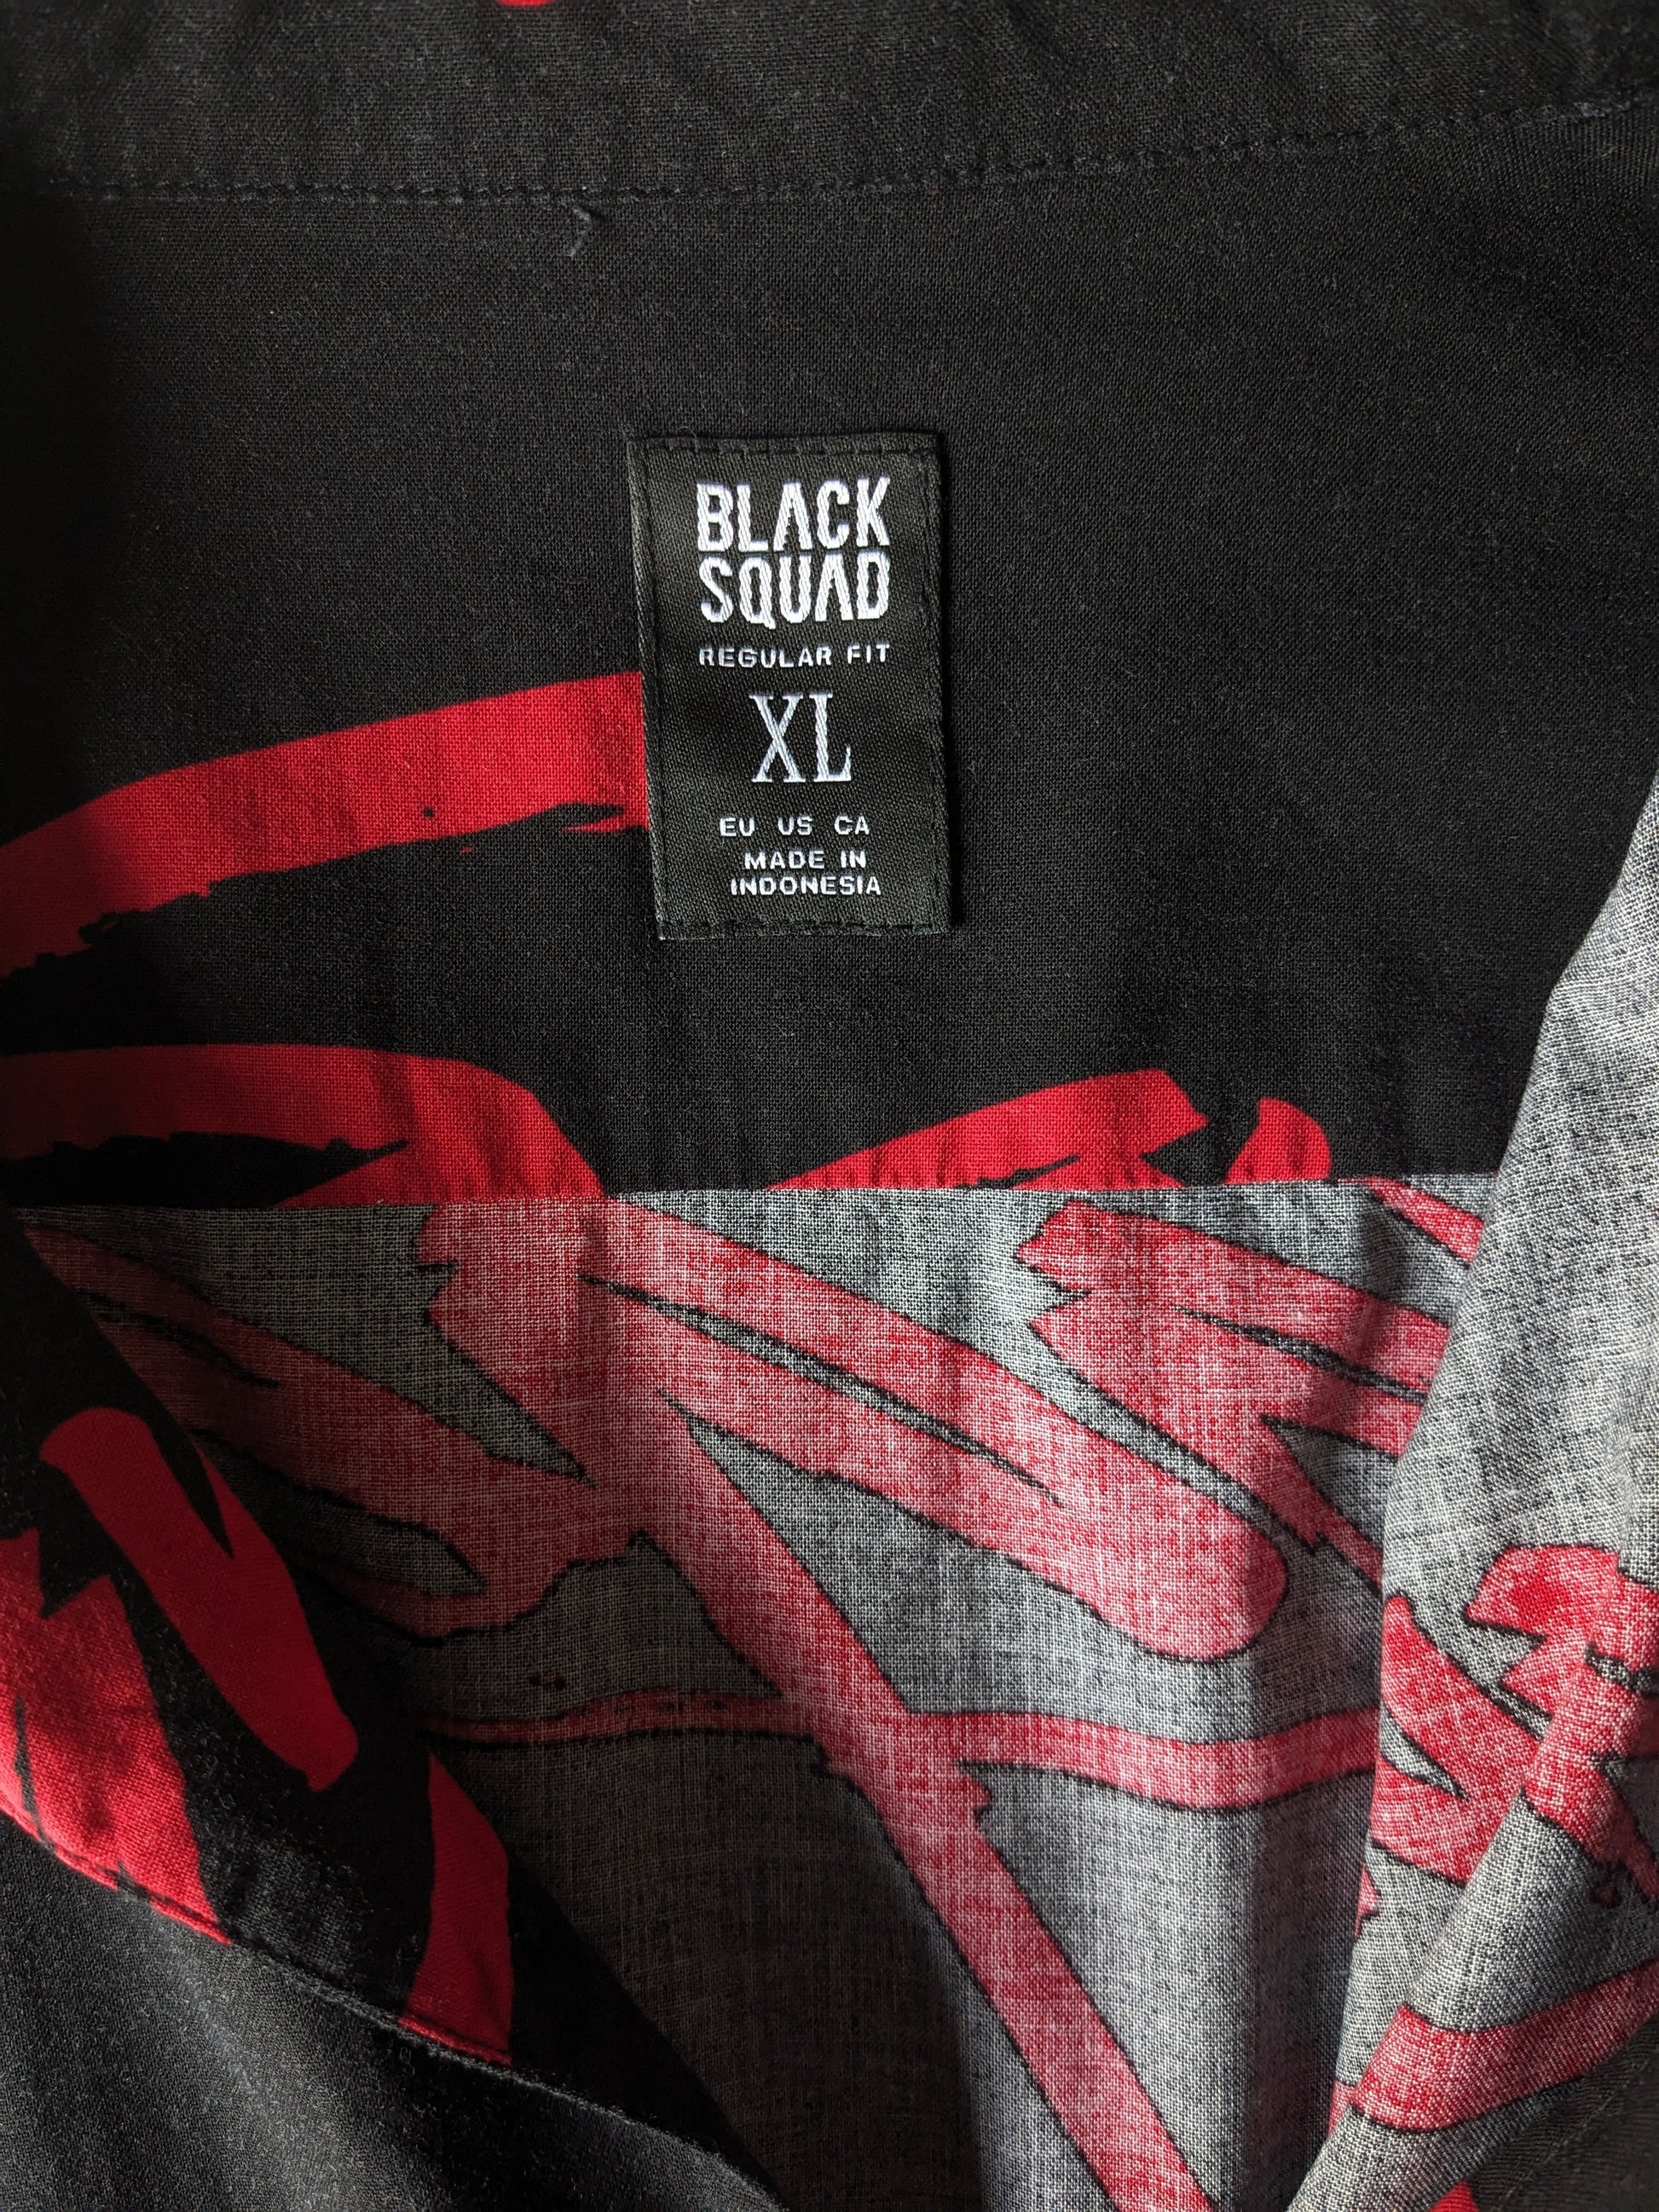 BLACK
SQUAD
REGULAR FIT
XL
EU US CA
MADE IN
INDONESIA